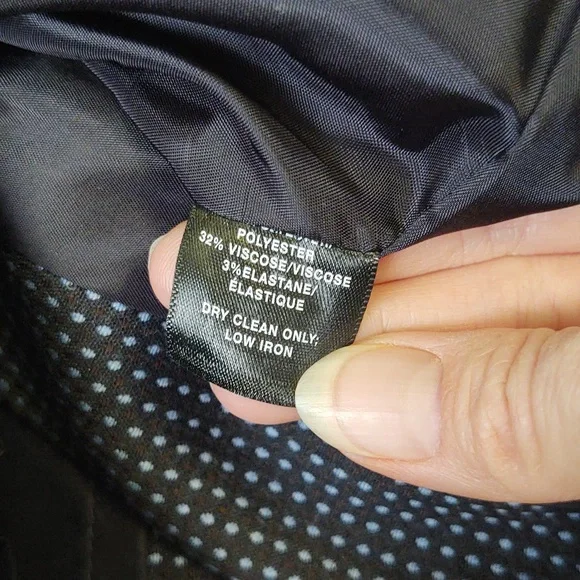 POLYESTER
32% VISCOSE/VISCOSE
3%ELASTANE/
ÉLASTIQUE
DRY CLEAN ONLY;
LOW IRON